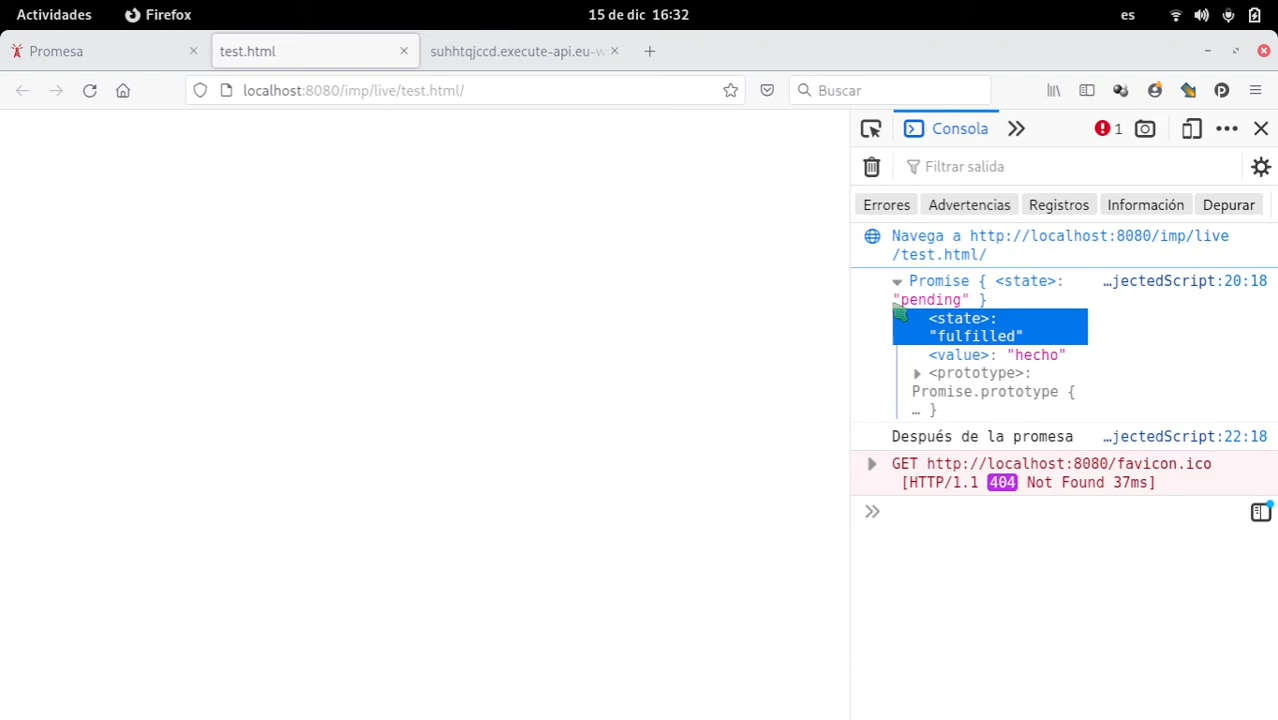 Actividades
Firefox
15 de dic 16:32
es
Promesa
test.html
suhhtqjccd.execute-api.eu-w
localhost:8080/imp/live/test.html/
Buscar
Consola
1
Filtrar salida
Errores
Advertencias
Registros
Información
Depurar
Navega a http://localhost:8080/imp/live
/test.html/
Promise { <state>: …jectedScript:20:18
"pending" }
<state>:
"fulfilled"
<value>: "hecho"
<prototype>:
Promise.prototype {
… }
Después de la promesa …jectedScript:22:18
GET http://localhost:8080/favicon.ico
[HTTP/1.1 404 Not Found 37ms]